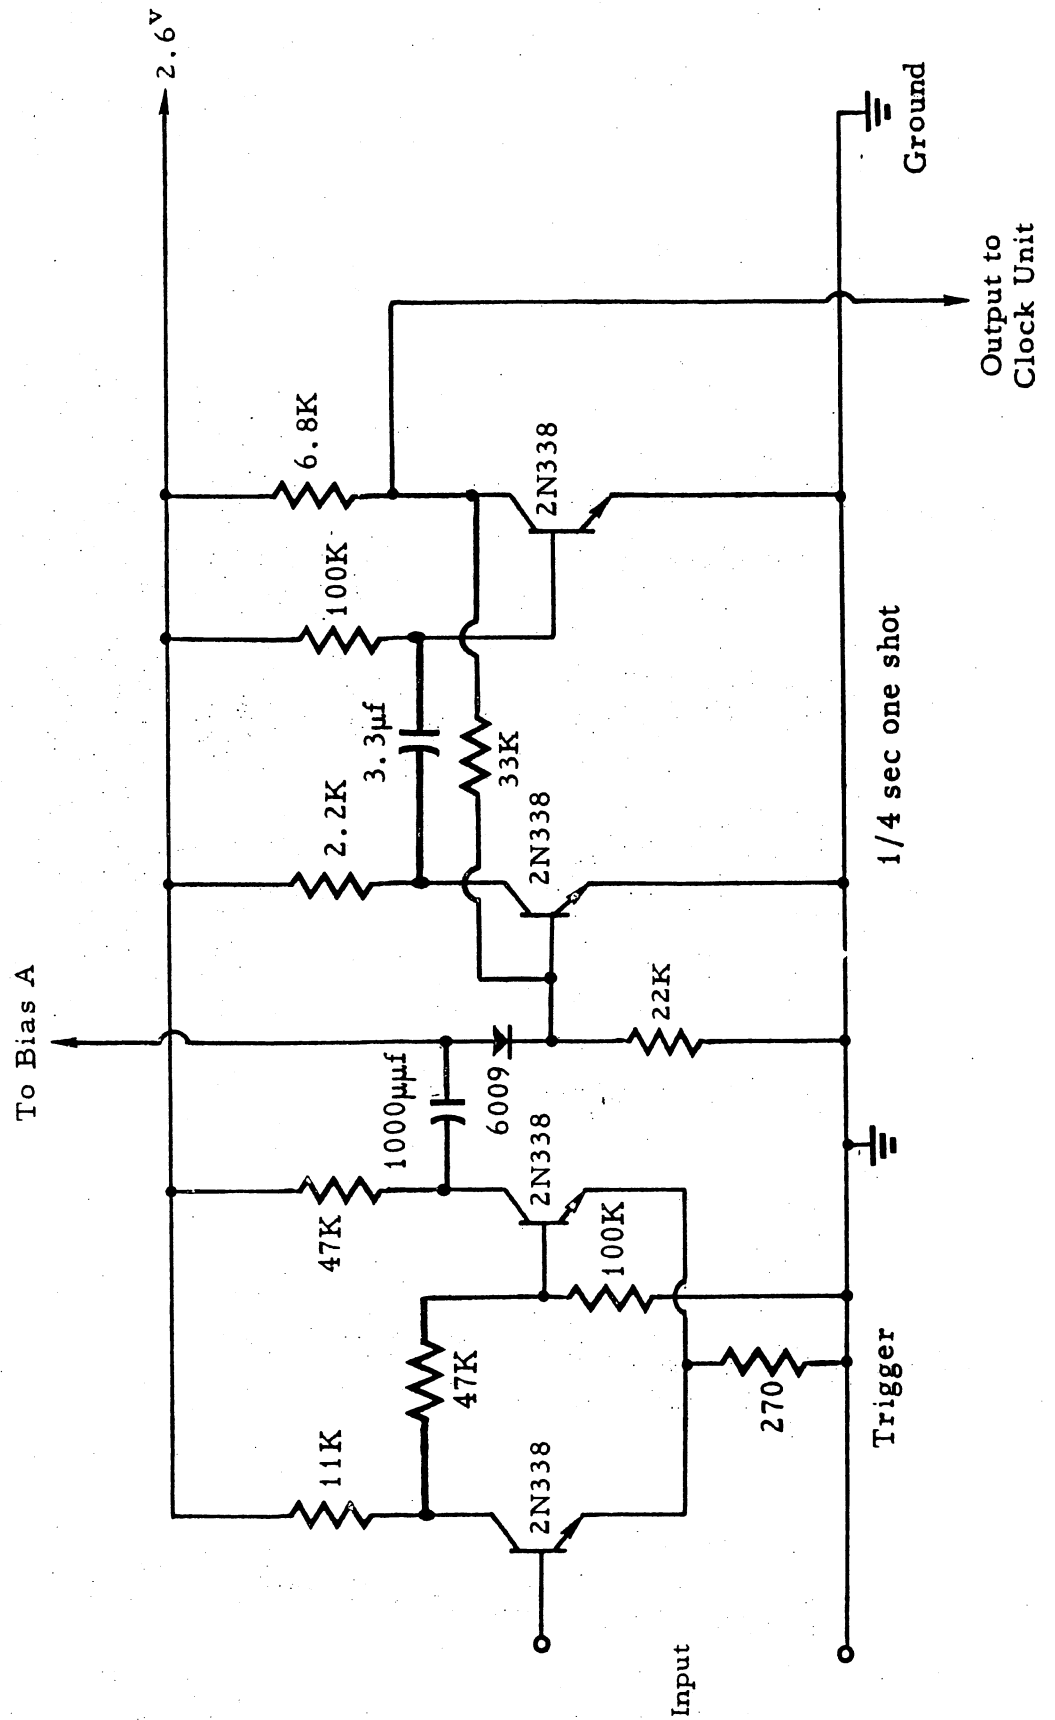 To Bias A
2.6v
11K
47K
47K
1000μμf
6009
2.2K
3.3μf
33K
100K
6.8K
2N338
2N338
2N338
2N338
100K
270
22K
Input
Trigger
1/4 sec one shot
Output to
Clock Unit
Ground